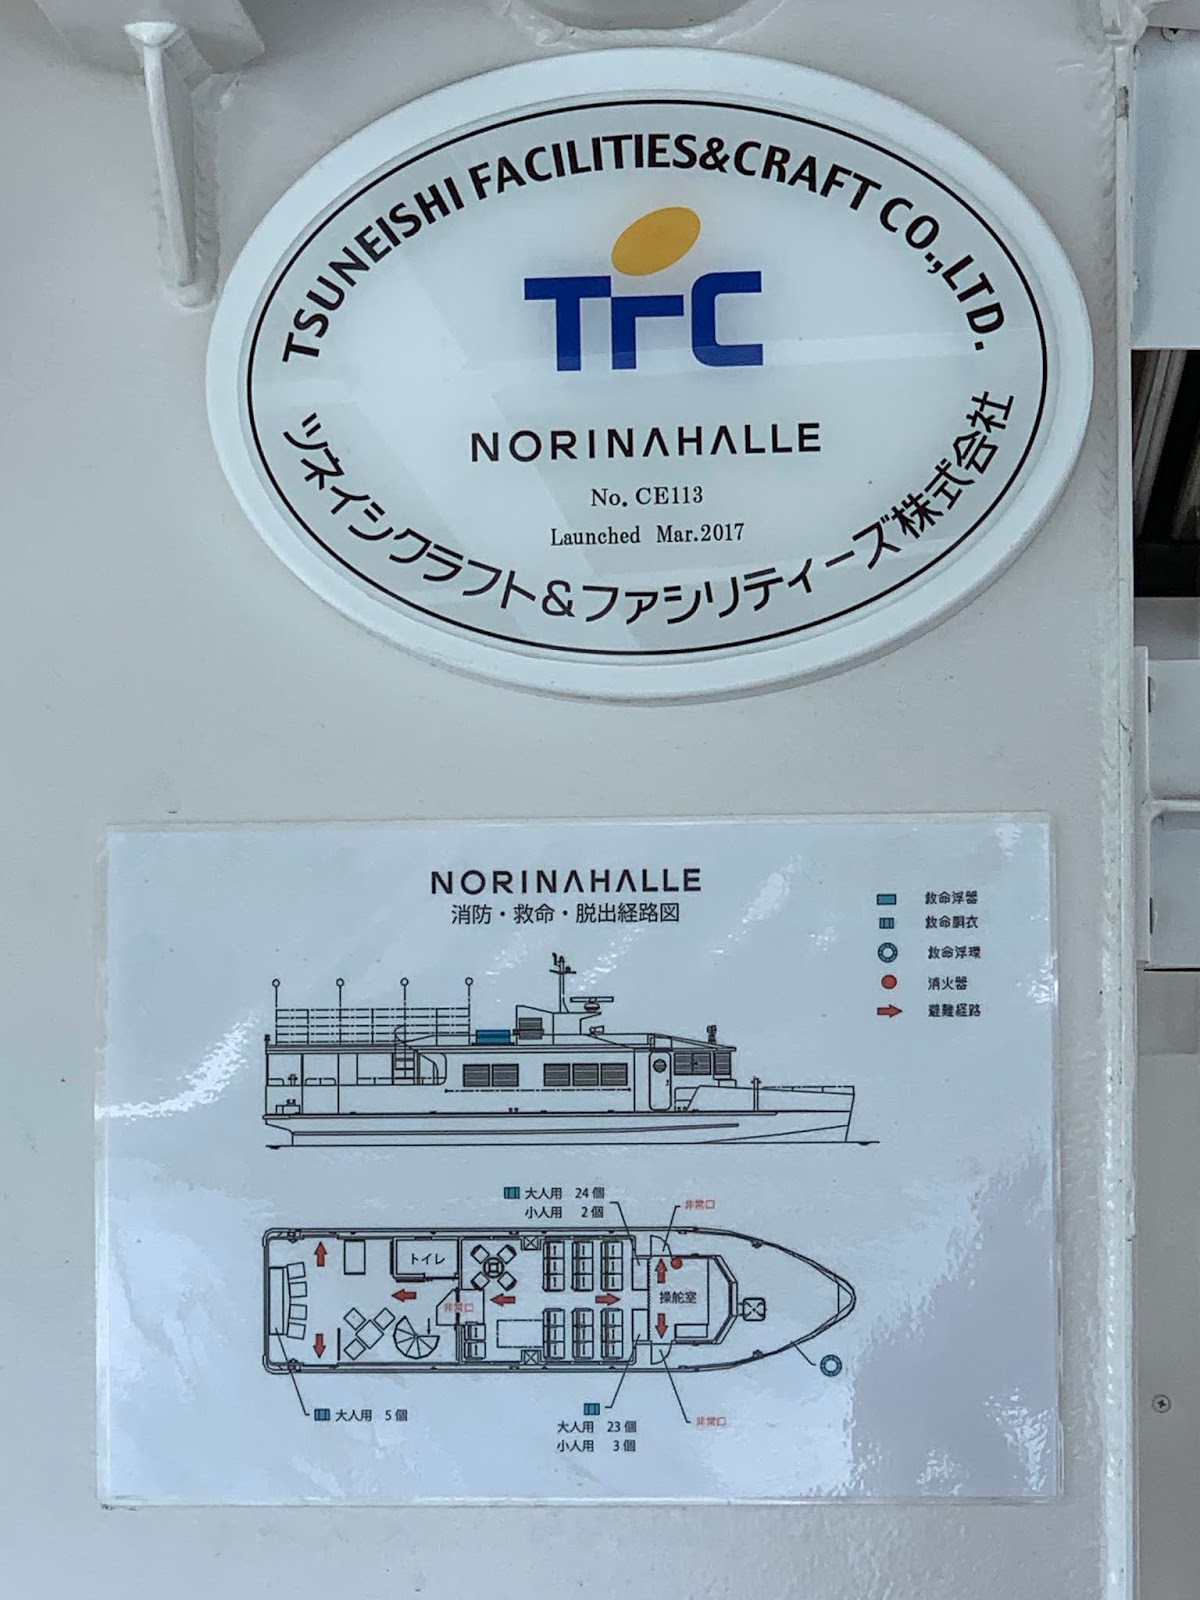 TSUNEISHI FACILITIES&CRAFT CO.,LTD.
TFC
NORINAHALLE
No. CE113
Launched Mar.2017
ツネイシクラフト&ファシリティーズ株式会社
NORINAHALLE
消防・救命・脱出経路図
救命浮器
救命胴衣
救命浮環
消火器
避難経路
大人用 24個
小人用 2個
非常口
トイレ
非常口
操舵室
大人用 5個
大人用 23個
小人用 3個
非常口